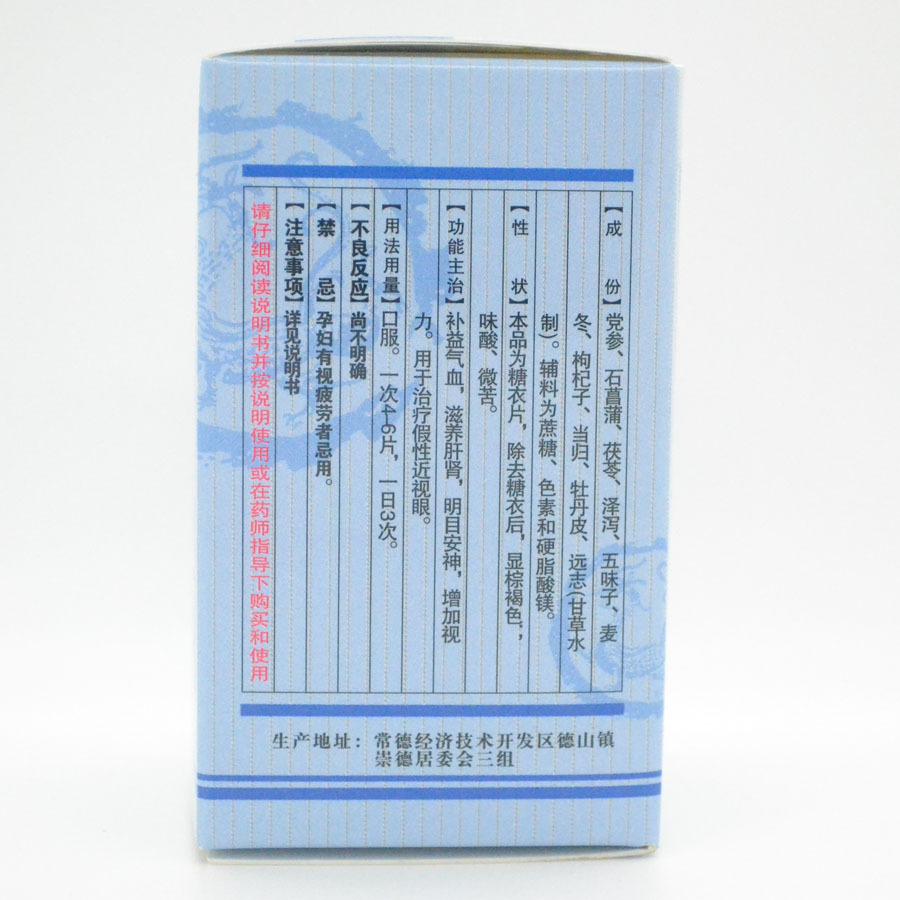 【成份】党参、石菖蒲、茯苓、泽泻、五味子、麦
冬、枸杞子、当归、牡丹皮、远志(甘草水
制)。辅料为蔗糖、色素和硬脂酸镁。
【性状】本品为糖衣片，除去糖衣后，显棕褐色；
味酸、微苦。
【功能主治】补益气血，滋养肝肾，明目安神，增加视
力。用于治疗假性近视眼。
【用法用量】口服。一次4-6片，一日3次。
【不良反应】尚不明确
【禁忌】孕妇有视疲劳者忌用。
【注意事项】详见说明书
请仔细阅读说明书并按说明使用或在药师指导下购买和使用
生产地址：常德经济技术开发区德山镇
崇德居委会三组